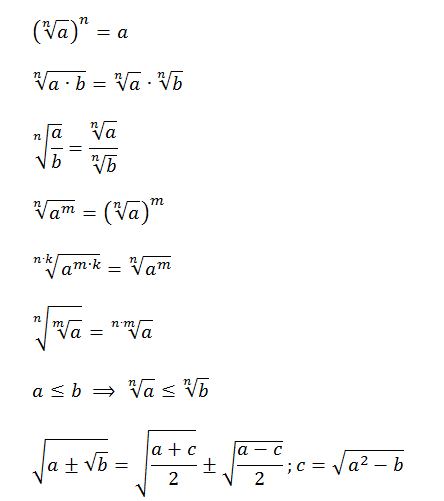 (ⁿ√a)ⁿ = a
ⁿ√(a · b) = ⁿ√a · ⁿ√b
ⁿ√(a/b) = ⁿ√a / ⁿ√b
ⁿ√(aᵐ) = (ⁿ√a)ᵐ
ⁿ·ᵏ√(aᵐ·ᵏ) = ⁿ√(aᵐ)
ⁿ√(ᵐ√a) = ⁿ·ᵐ√a
a ≤ b ⟹ ⁿ√a ≤ ⁿ√b
√(a ± √b) = √((a + c)/2) ± √((a − c)/2) ; c = √(a² − b)